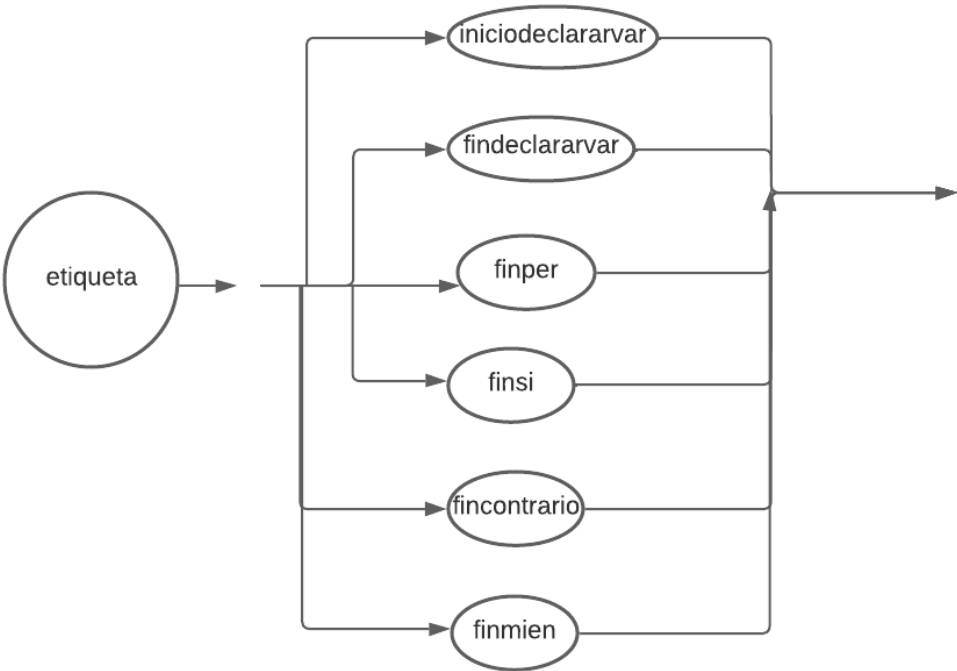 iniciodeclararvar
findeclararvar
etiqueta
finper
finsi
fincontrario
finmien